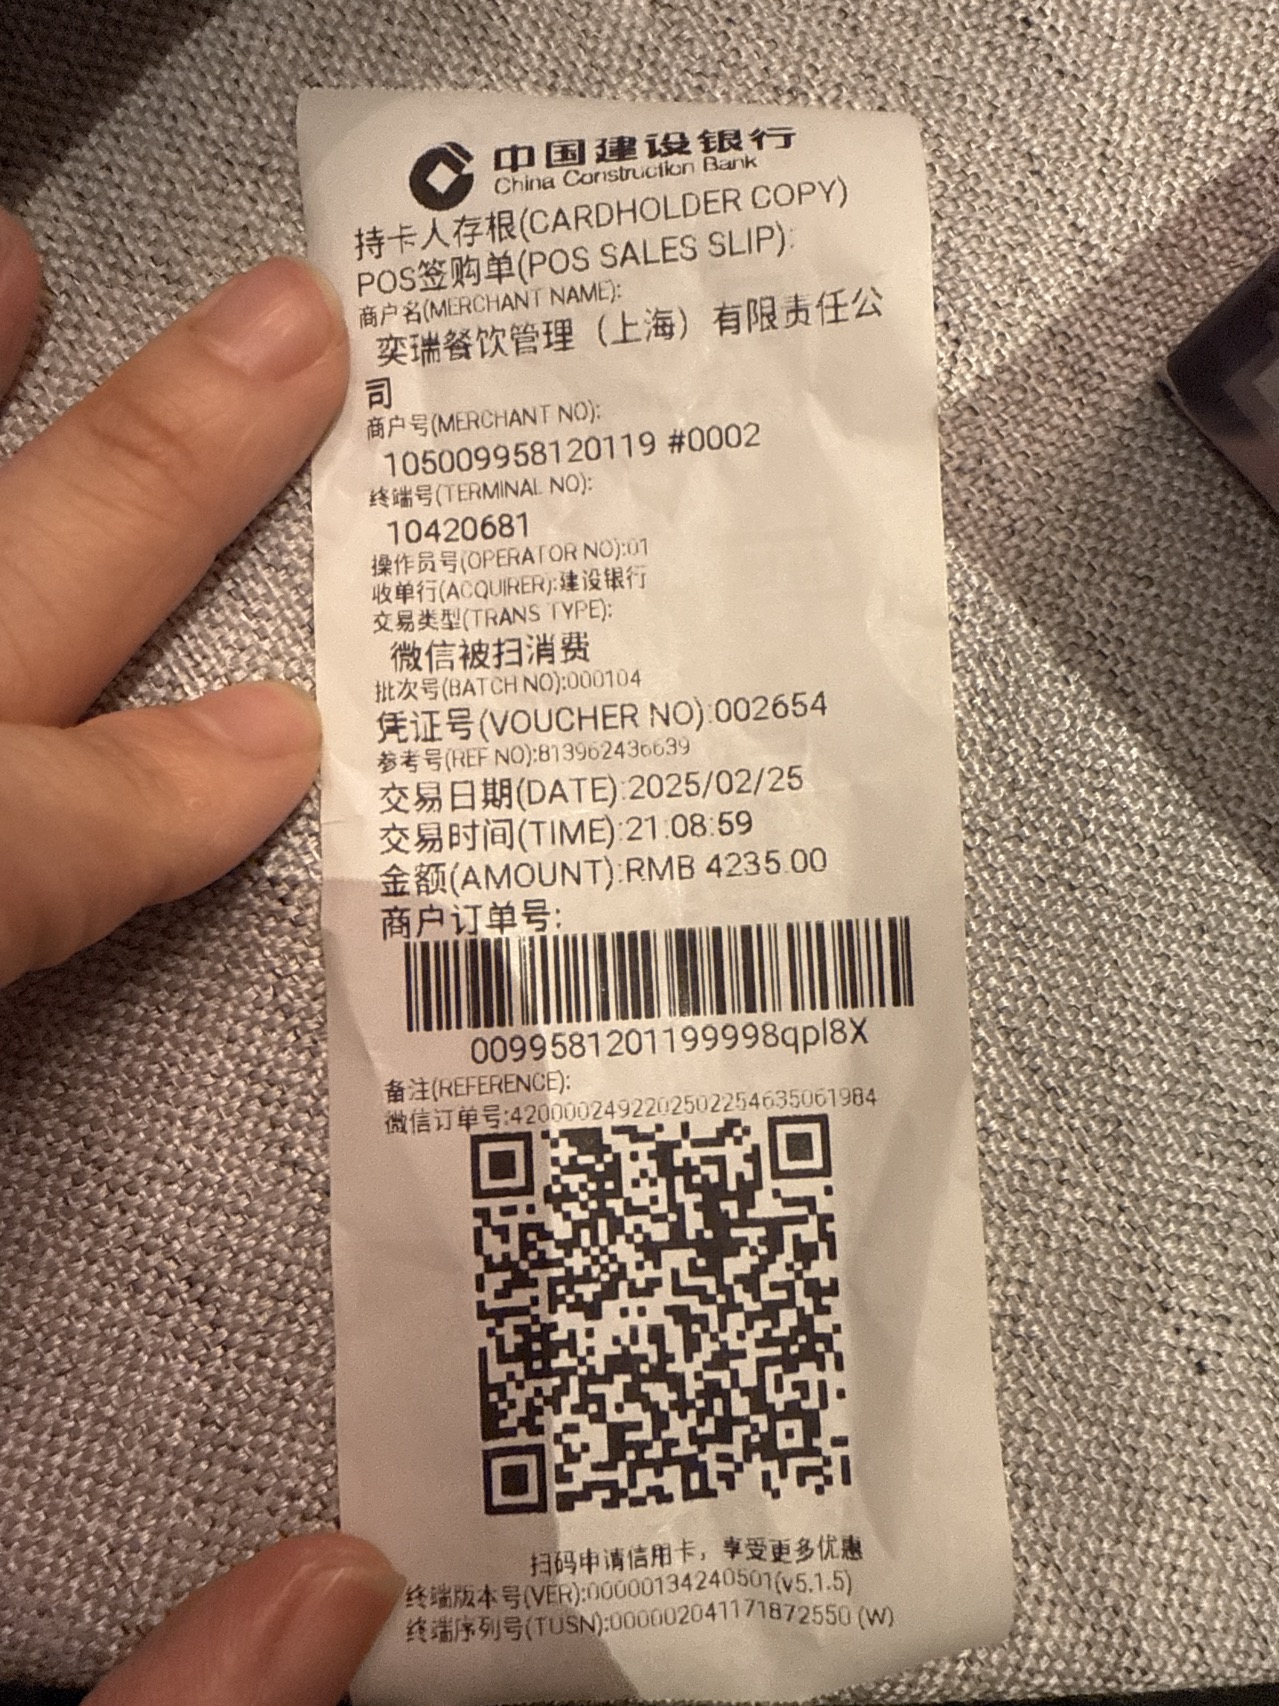 中国建设银行
China Construction Bank
持卡人存根(CARDHOLDER COPY)
POS签购单(POS SALES SLIP):
商户名(MERCHANT NAME):
奕瑞餐饮管理（上海）有限责任公
司
商户号(MERCHANT NO):
105009958120119 #0002
终端号(TERMINAL NO):
10420681
操作员号(OPERATOR NO):01
收单行(ACQUIRER):建设银行
交易类型(TRANS TYPE):
微信被扫消费
批次号(BATCH NO):000104
凭证号(VOUCHER NO):002654
参考号(REF NO):813962436639
交易日期(DATE):2025/02/25
交易时间(TIME):21:08:59
金额(AMOUNT):RMB 4235.00
商户订单号:
0099581201199998qpl8X
备注(REFERENCE):
微信订单号:4200002492202502254635061984
扫码申请信用卡，享受更多优惠
终端版本号(VER):000001342405​01(v5.1.5)
终端序列号(TUSN):00000204117187​2550 (W)